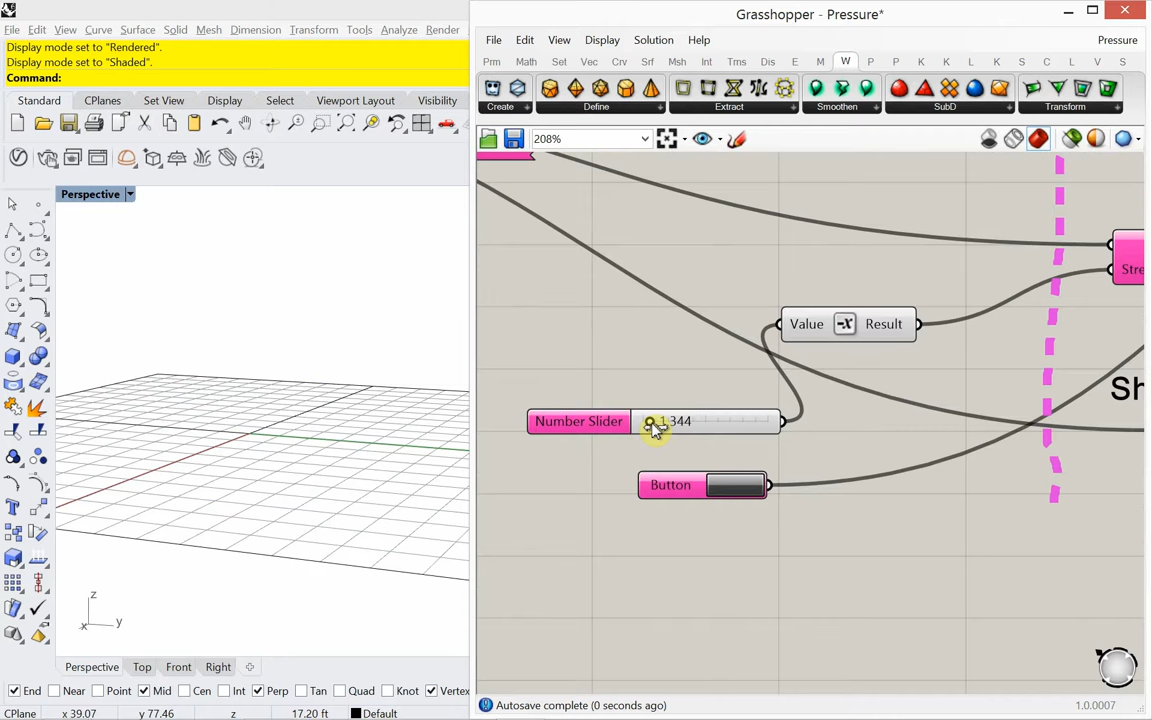 Grasshopper - Pressure*
File Edit View Curve Surface Solid Mesh Dimension Transform Tools Analyze Render
Display mode set to "Rendered".
Display mode set to "Shaded".
Command:
Standard CPlanes Set View Display Select Viewport Layout Visibility
Perspective
z
x y
Perspective Top Front Right
End Near Point Mid Cen Int Perp Tan Quad Knot Vertex
CPlane x 39.07 y 77.46 z 17.20 ft Default
File Edit View Display Solution Help Pressure
Prm Math Set Vec Crv Srf Msh Int Trns Dis E M W P P K K S C L V S
Create Define Extract Smoothen SubD Transform
208%
Stre
Value -X Result
Sh
Number Slider 1.344
Button
Autosave complete (0 seconds ago) 1.0.0007